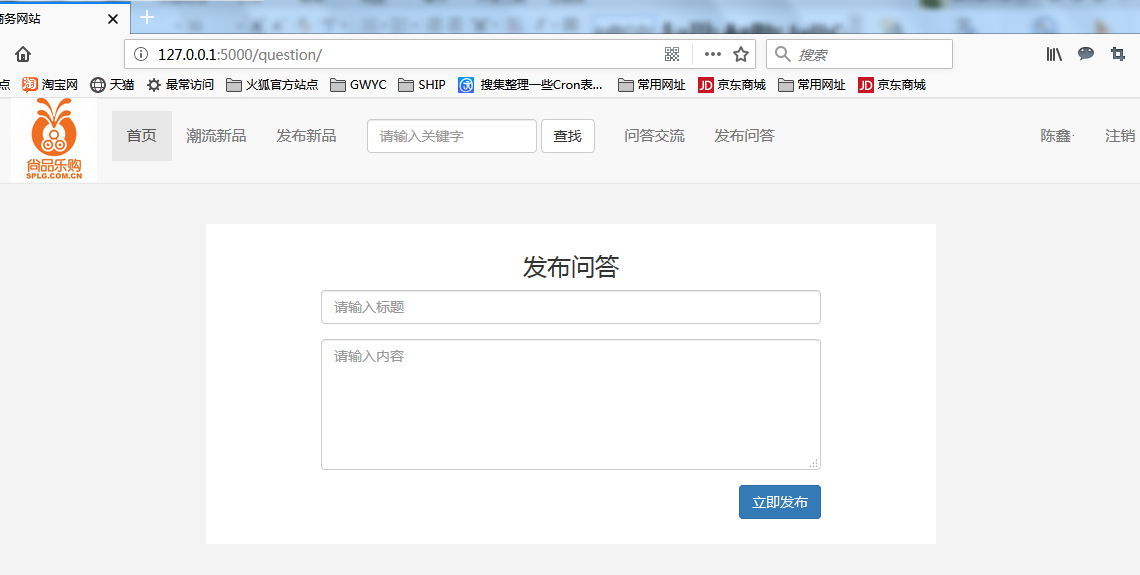 商务网站
127.0.0.1:5000/question/
搜索
点 淘 淘宝网 天猫 最常访问 火狐官方站点 GWYC SHIP 搜集整理一些Cron表... 常用网址 JD 京东商城 常用网址 JD 京东商城
尚品乐购
SPLG.COM.CN
首页 潮流新品 发布新品 请输入关键字 查找 问答交流 发布问答 陈鑫 注销
发布问答
请输入标题
请输入内容
立即发布